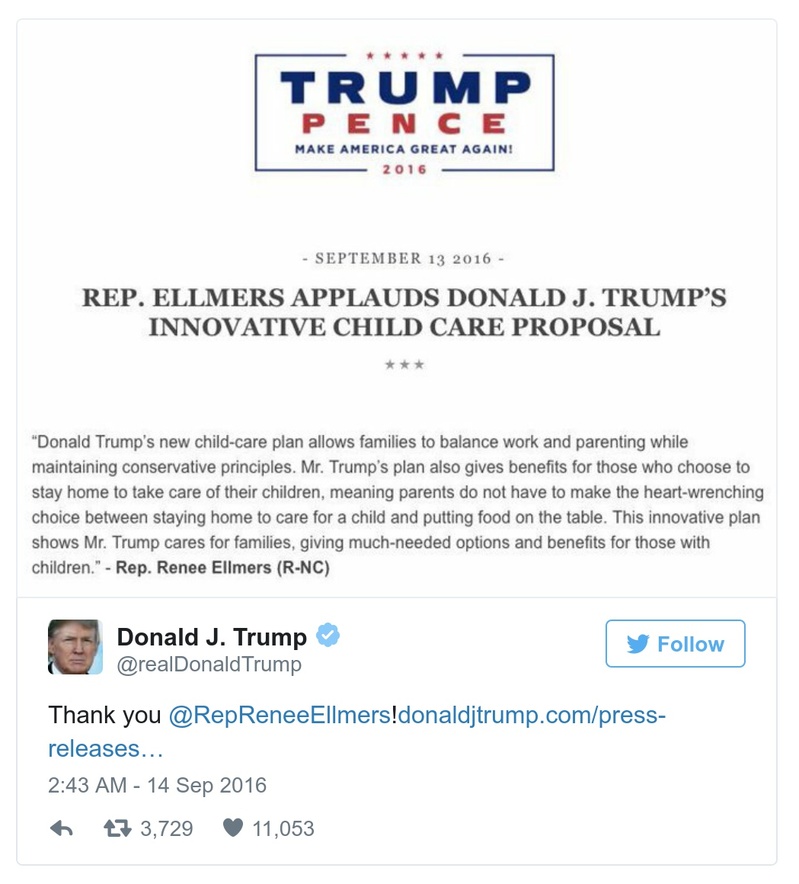 TRUMP
PENCE
MAKE AMERICA GREAT AGAIN!
2016
- SEPTEMBER 13 2016 -
REP. ELLMERS APPLAUDS DONALD J. TRUMP’S
INNOVATIVE CHILD CARE PROPOSAL
“Donald Trump’s new child-care plan allows families to balance work and parenting while
maintaining conservative principles. Mr. Trump’s plan also gives benefits for those who choose to
stay home to take care of their children, meaning parents do not have to make the heart-wrenching
choice between staying home to care for a child and putting food on the table. This innovative plan
shows Mr. Trump cares for families, giving much-needed options and benefits for those with
children.” - Rep. Renee Ellmers (R-NC)
Donald J. Trump
@realDonaldTrump
Follow
Thank you @RepReneeEllmers!donaldjtrump.com/press-
releases…
2:43 AM - 14 Sep 2016
3,729 11,053